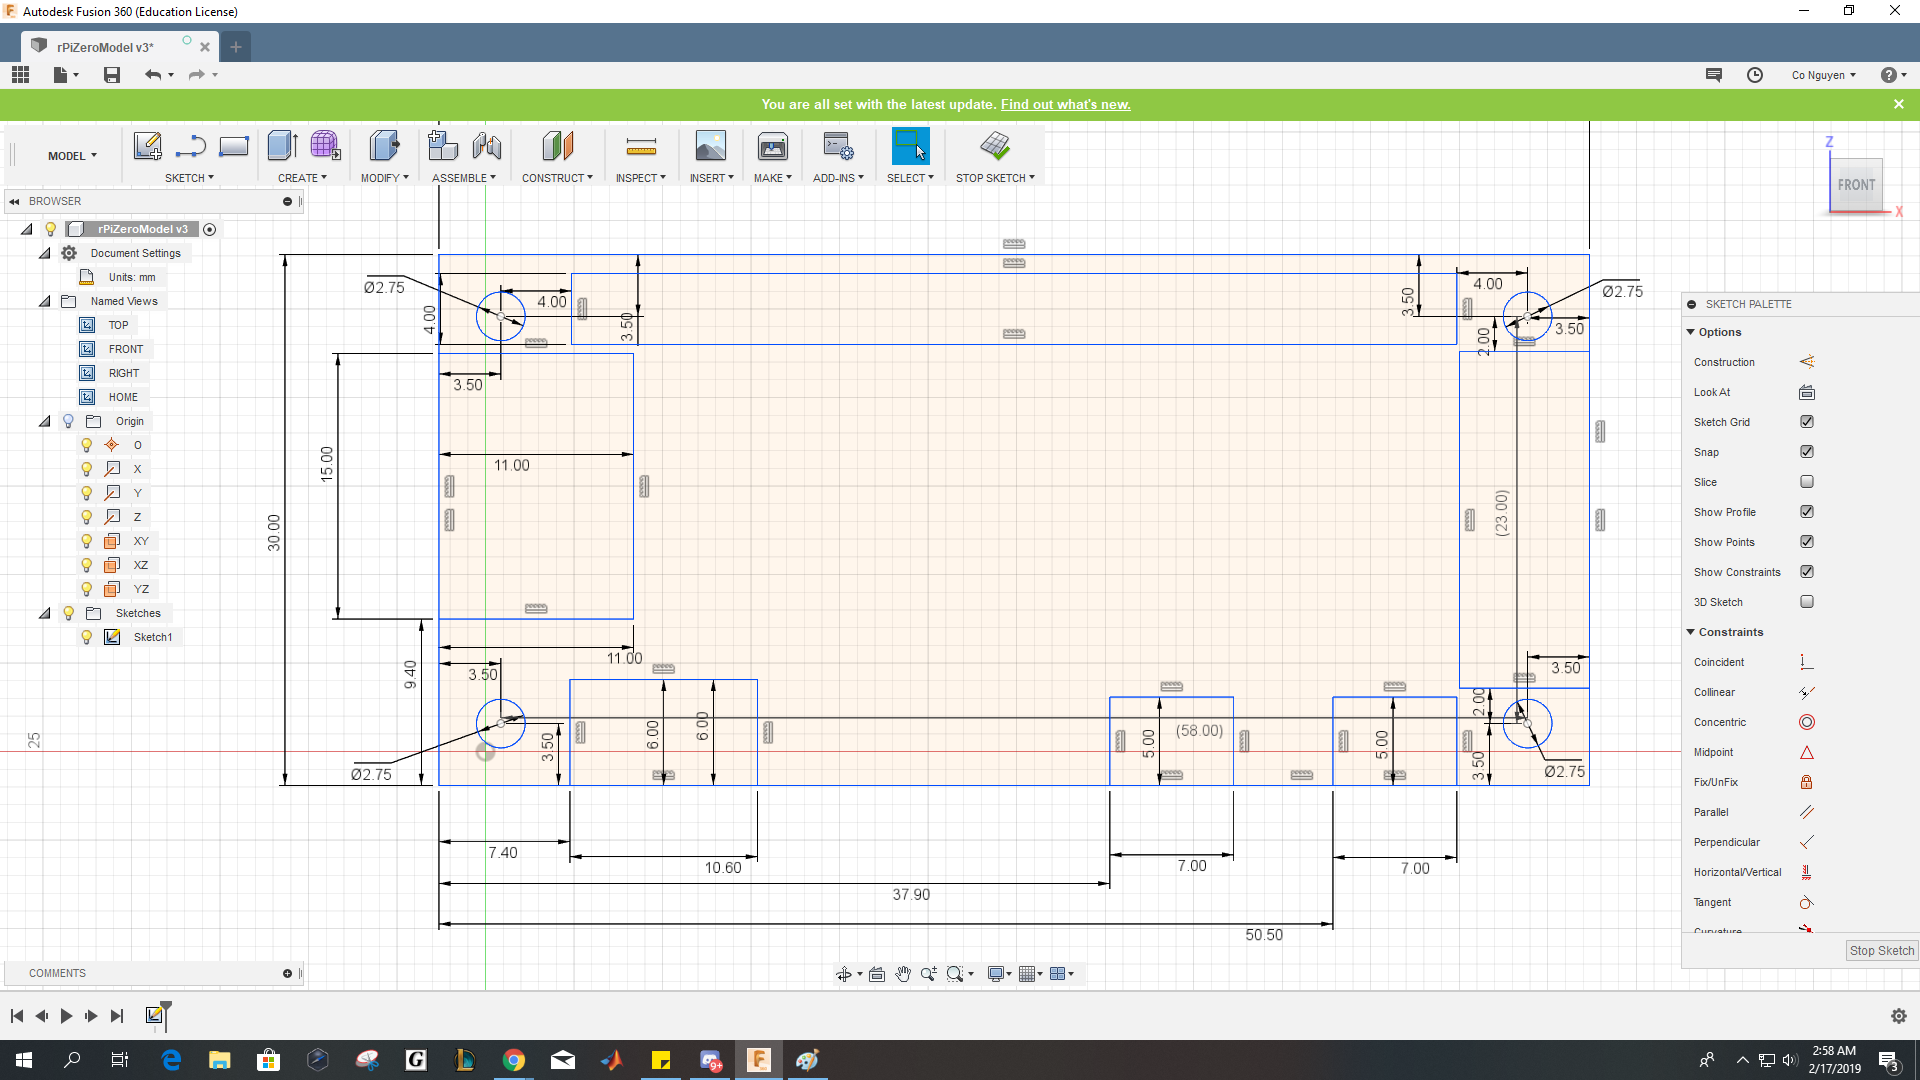 Autodesk Fusion 360 (Education License)
rPiZeroModel v3*
Co Nguyen
You are all set with the latest update. Find out what's new.
MODEL
SKETCH
CREATE
MODIFY
ASSEMBLE
CONSTRUCT
INSPECT
INSERT
MAKE
ADD-INS
SELECT
STOP SKETCH
BROWSER
rPiZeroModel v3
Document Settings
Units: mm
Named Views
TOP
FRONT
RIGHT
HOME
Origin
O
X
Y
Z
XY
XZ
YZ
Sketches
Sketch1
Z
FRONT
X
Ø2.75
4.00
4.00
3.50
3.50
3.50
4.00
Ø2.75
3.50
2.00
15.00
11.00
30.00
(23.00)
11.00
9.40
3.50
3.50
25
Ø2.75
3.50
6.00
6.00
5.00
(58.00)
5.00
2.00
3.50
Ø2.75
7.40
10.60
7.00
7.00
37.90
50.50
SKETCH PALETTE
Options
Construction
Look At
Sketch Grid
Snap
Slice
Show Profile
Show Points
Show Constraints
3D Sketch
Constraints
Coincident
Collinear
Concentric
Midpoint
Fix/UnFix
Parallel
Perpendicular
Horizontal/Vertical
Tangent
Curvature
Stop Sketch
COMMENTS
9+
2:58 AM
2/17/2019
3